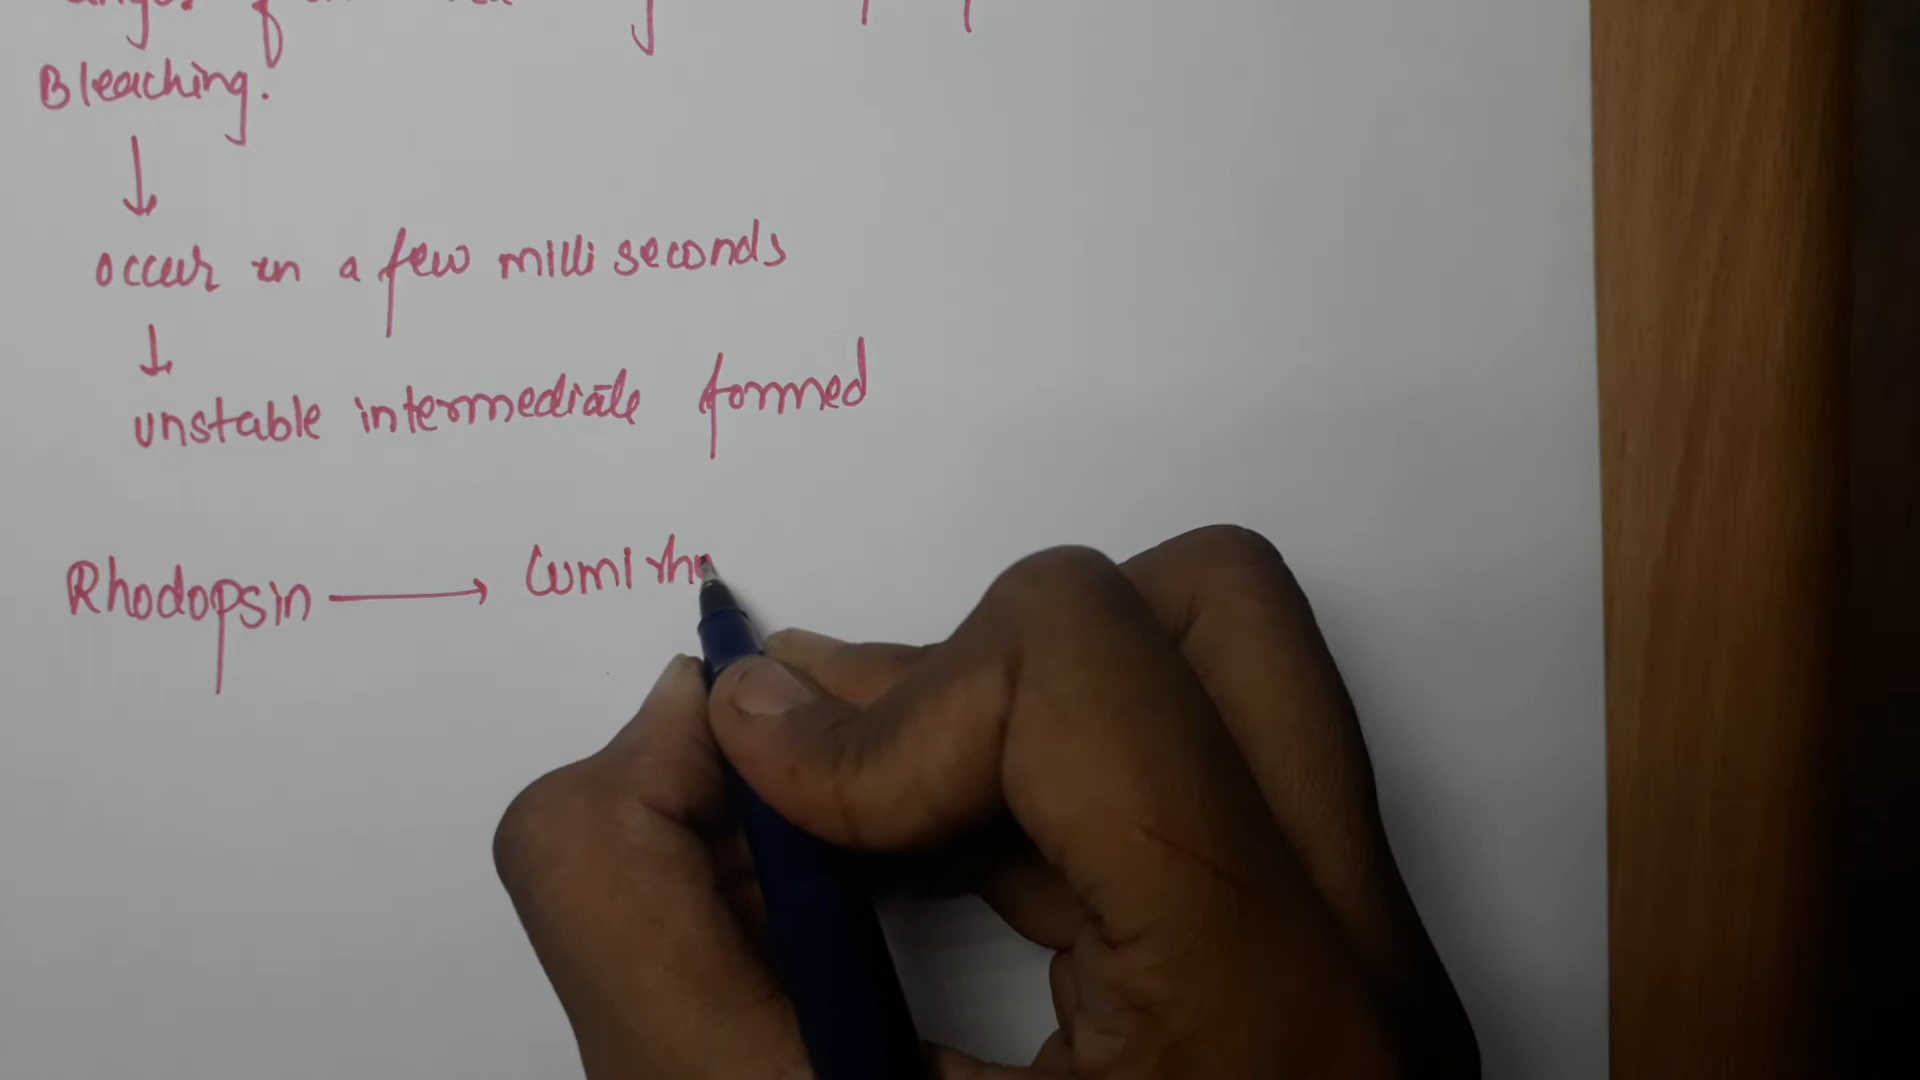 Bleaching.
↓
occur in a few milli seconds
↓
unstable intermediate formed
Rhodopsin → Lumirho